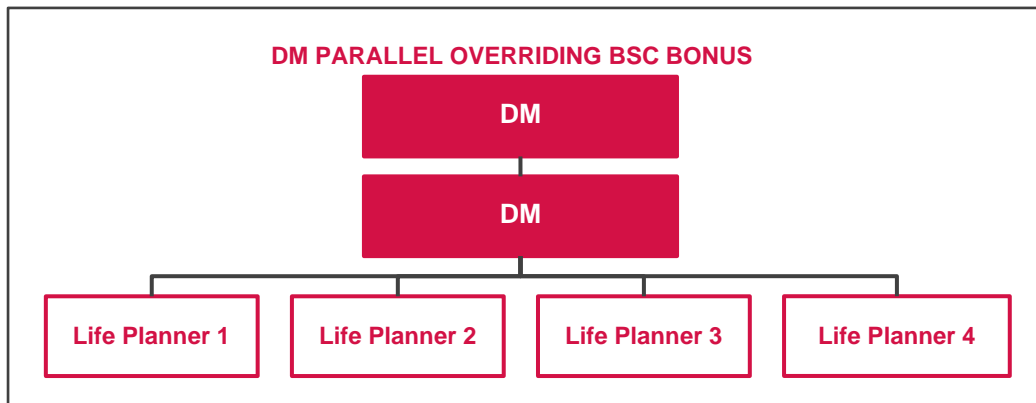 DM PARALLEL OVERRIDING BSC BONUS
DM
DM
Life Planner 1
Life Planner 2
Life Planner 3
Life Planner 4